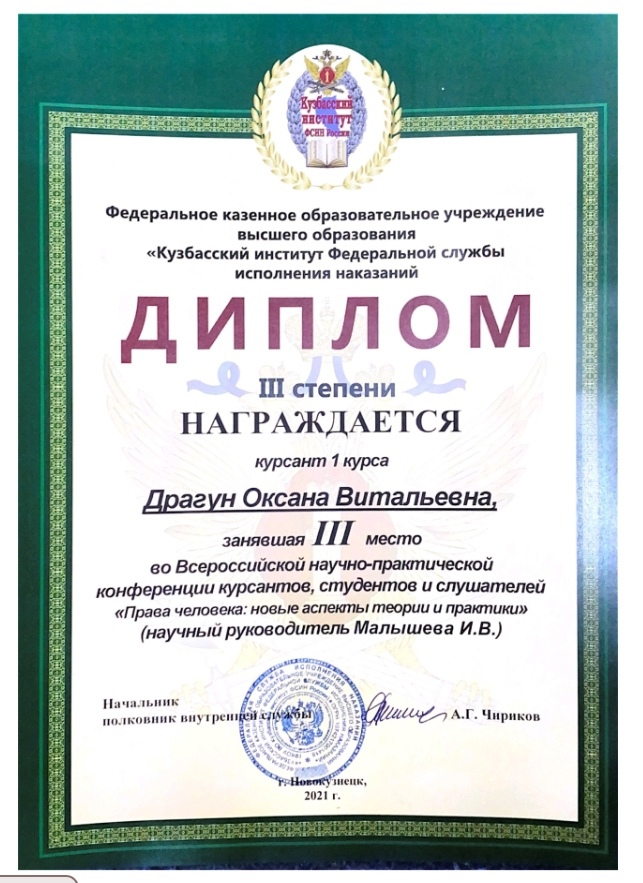 Кузбасский
институт
ФСИН России
Федеральное казенное образовательное учреждение
высшего образования
«Кузбасский институт Федеральной службы
исполнения наказаний
ДИПЛОМ
III степени
НАГРАЖДАЕТСЯ
курсант 1 курса
Драгун Оксана Витальевна,
занявшая III место
во Всероссийской научно-практической
конференции курсантов, студентов и слушателей
«Права человека: новые аспекты теории и практики»
(научный руководитель Малышева И.В.)
Начальник
полковник внутренней службы А.Г. Чириков
г. Новокузнецк,
2021 г.